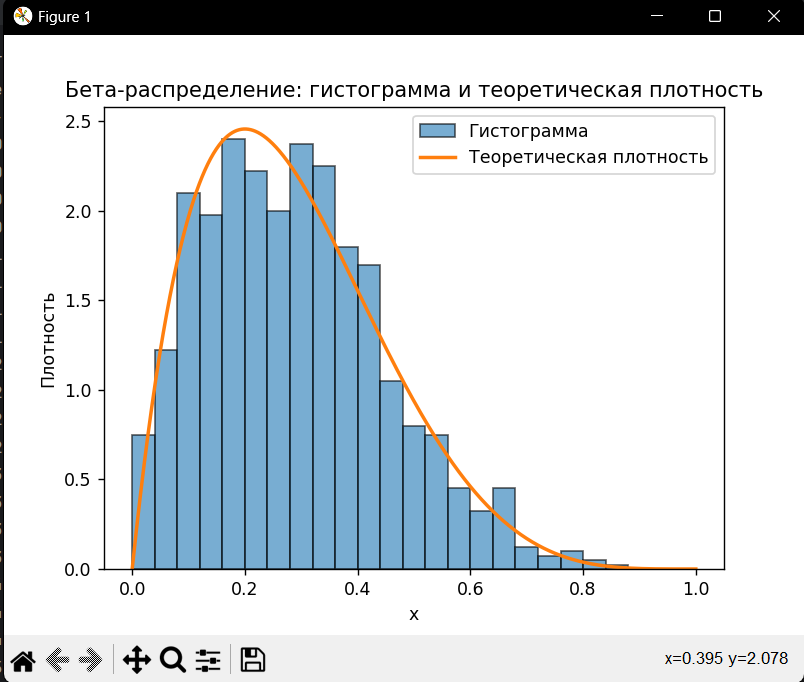 Figure 1
Бета-распределение: гистограмма и теоретическая плотность
Гистограмма
Теоретическая плотность
2.5
2.0
1.5
1.0
0.5
0.0
Плотность
0.0 0.2 0.4 0.6 0.8 1.0
x
x=0.395 y=2.078